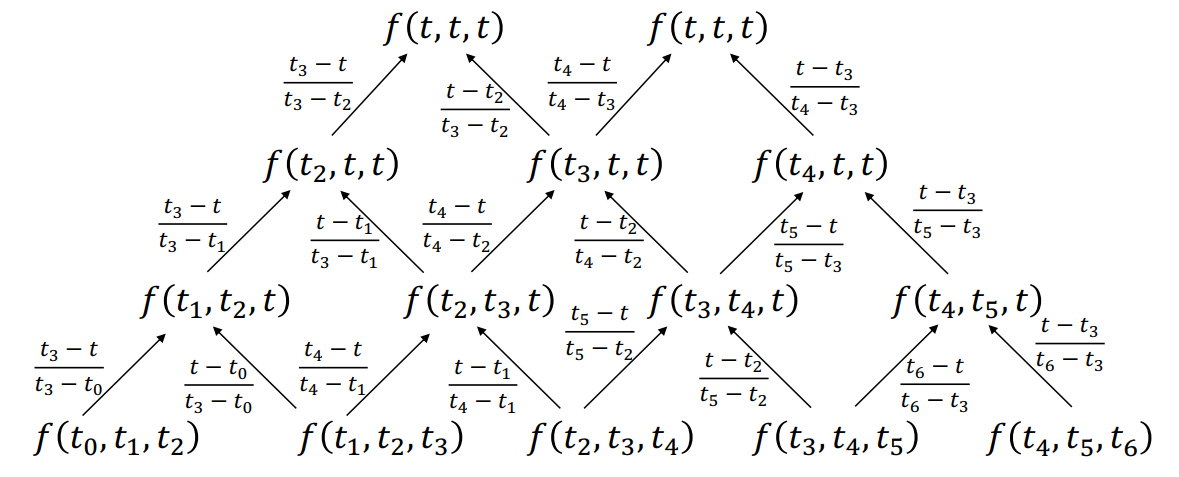 f(t,t,t) f(t,t,t)
t₃ − t / t₃ − t₂ t − t₂ / t₃ − t₂ t₄ − t / t₄ − t₃ t − t₃ / t₄ − t₃
f(t₂,t,t) f(t₃,t,t) f(t₄,t,t)
t₃ − t / t₃ − t₁ t − t₁ / t₃ − t₁ t₄ − t / t₄ − t₂ t − t₂ / t₄ − t₂ t₅ − t / t₅ − t₃ t − t₃ / t₅ − t₃
f(t₁,t₂,t) f(t₂,t₃,t) f(t₃,t₄,t) f(t₄,t₅,t)
t₃ − t / t₃ − t₀ t − t₀ / t₃ − t₀ t₄ − t / t₄ − t₁ t − t₁ / t₄ − t₁ t₅ − t / t₅ − t₂ t − t₂ / t₅ − t₂ t₆ − t / t₆ − t₃ t − t₃ / t₆ − t₃
f(t₀,t₁,t₂) f(t₁,t₂,t₃) f(t₂,t₃,t₄) f(t₃,t₄,t₅) f(t₄,t₅,t₆)